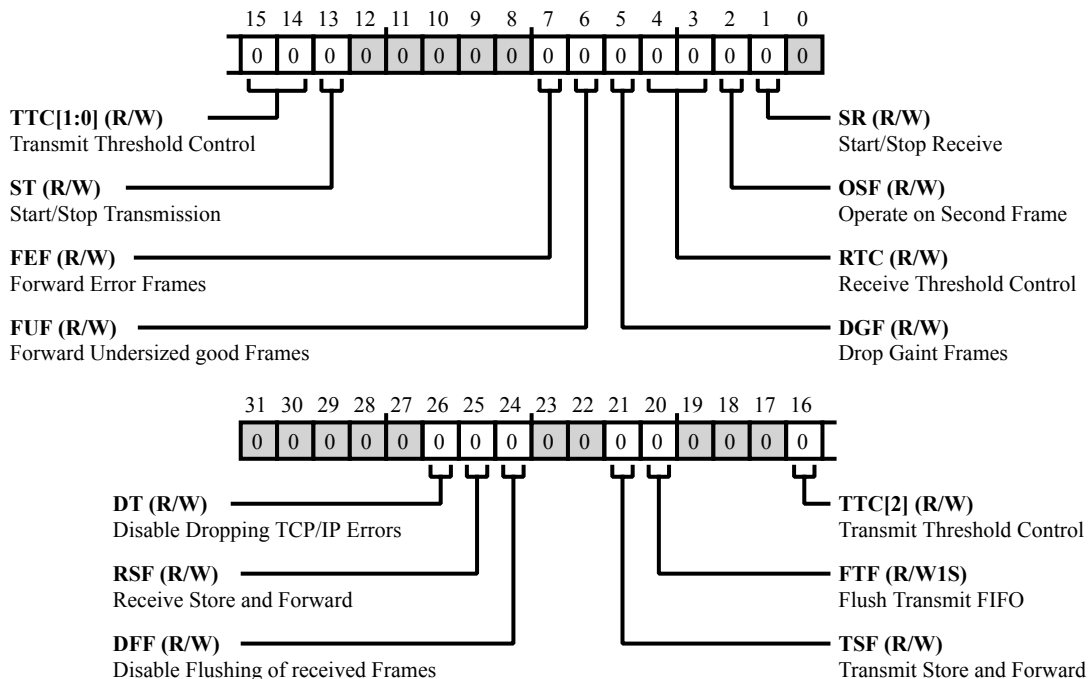 15 14 13 12 11 10 9 8 7 6 5 4 3 2 1 0
0 0 0 0 0 0 0 0 0 0 0 0 0 0 0 0
TTC[1:0] (R/W)
Transmit Threshold Control
ST (R/W)
Start/Stop Transmission
FEF (R/W)
Forward Error Frames
FUF (R/W)
Forward Undersized good Frames
SR (R/W)
Start/Stop Receive
OSF (R/W)
Operate on Second Frame
RTC (R/W)
Receive Threshold Control
DGF (R/W)
Drop Gaint Frames
31 30 29 28 27 26 25 24 23 22 21 20 19 18 17 16
0 0 0 0 0 0 0 0 0 0 0 0 0 0 0 0
DT (R/W)
Disable Dropping TCP/IP Errors
RSF (R/W)
Receive Store and Forward
DFF (R/W)
Disable Flushing of received Frames
TTC[2] (R/W)
Transmit Threshold Control
FTF (R/W1S)
Flush Transmit FIFO
TSF (R/W)
Transmit Store and Forward